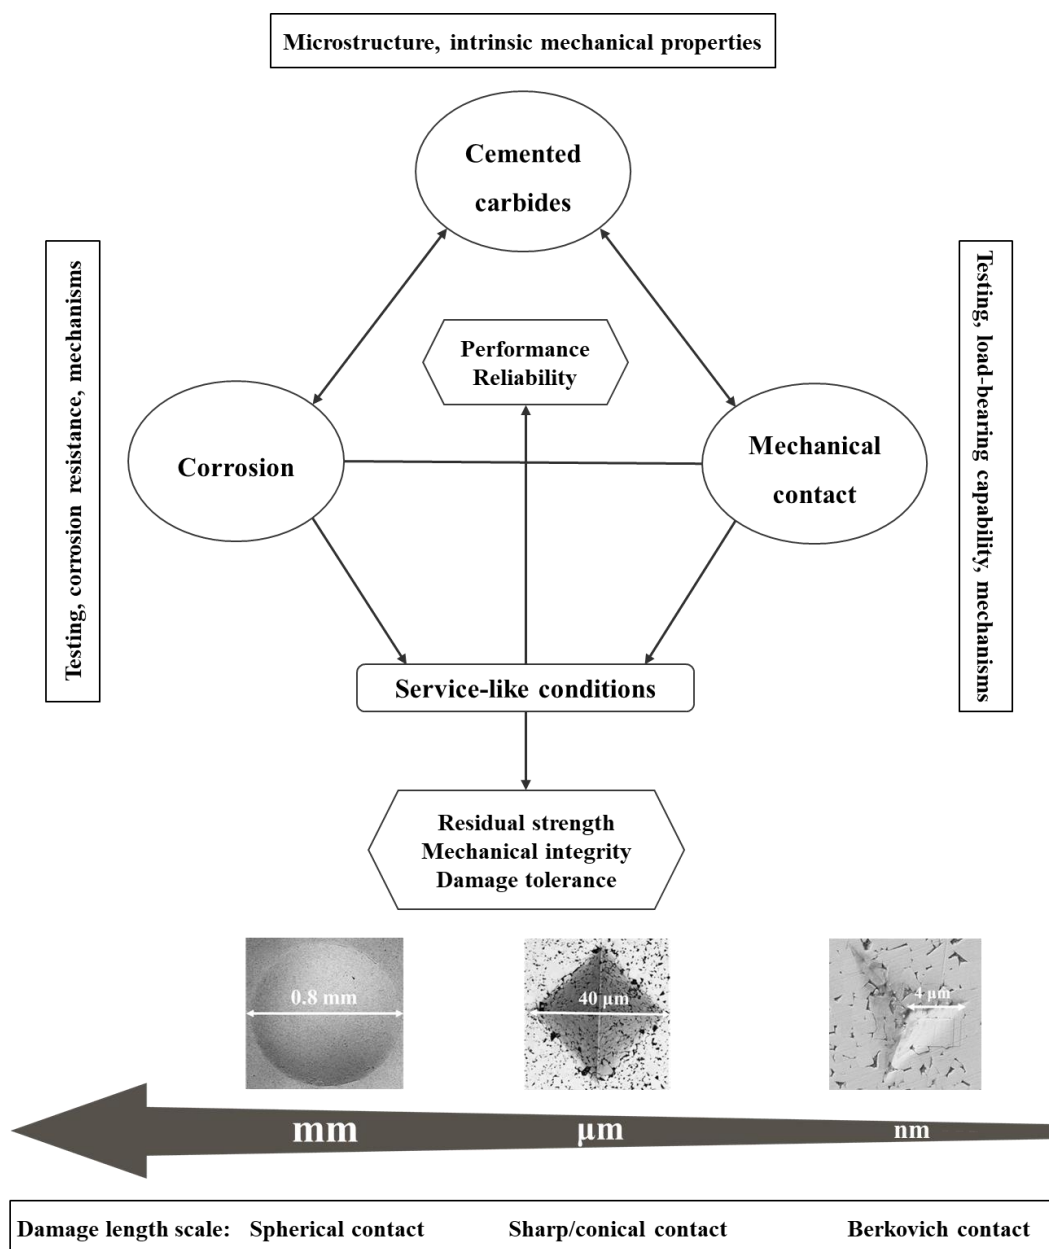 Microstructure, intrinsic mechanical properties
Cemented
carbides
Testing, corrosion resistance, mechanisms
Testing, load-bearing capability, mechanisms
Performance
Reliability
Corrosion
Mechanical
contact
Service-like conditions
Residual strength
Mechanical integrity
Damage tolerance
0.8 mm
40 μm
4 μm
mm
μm
nm
Damage length scale: Spherical contact Sharp/conical contact Berkovich contact